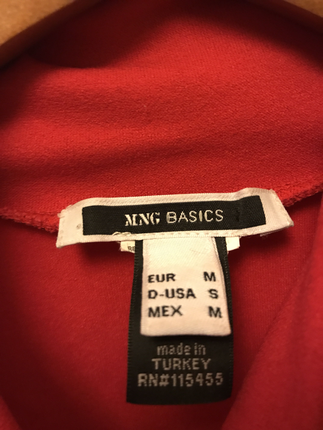 MNG BASICS
EUR M
D-USA S
MEX M
made in
TURKEY
RN#115455